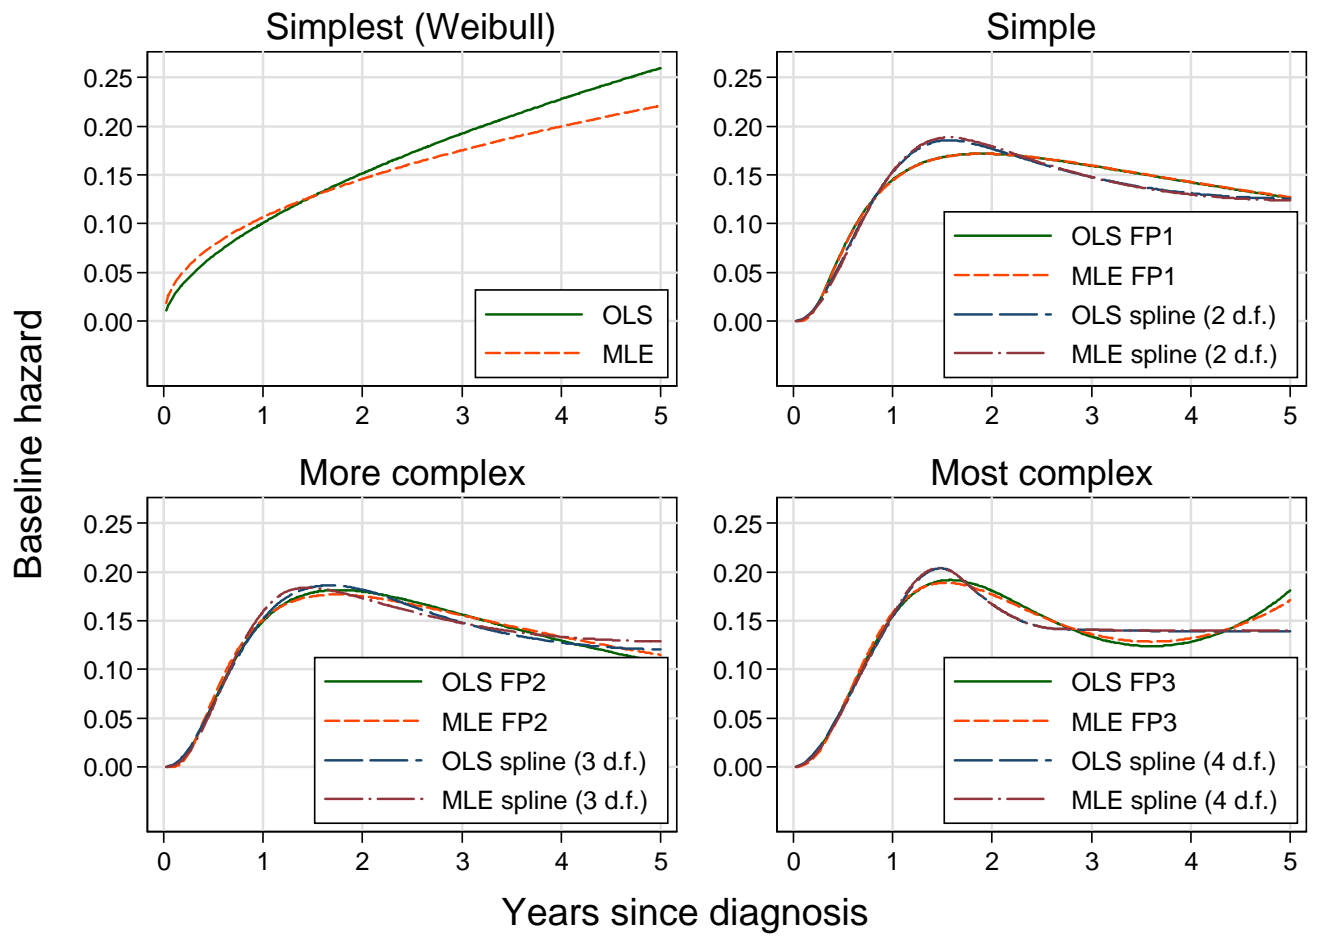 Simplest (Weibull)
0.25
0.20
0.15
0.10
0.05
0.00
OLS
MLE
0 1 2 3 4 5
Simple
0.25
0.20
0.15
0.10
0.05
0.00
OLS FP1
MLE FP1
OLS spline (2 d.f.)
MLE spline (2 d.f.)
0 1 2 3 4 5
Baseline hazard
More complex
0.25
0.20
0.15
0.10
0.05
0.00
OLS FP2
MLE FP2
OLS spline (3 d.f.)
MLE spline (3 d.f.)
0 1 2 3 4 5
Most complex
0.25
0.20
0.15
0.10
0.05
0.00
OLS FP3
MLE FP3
OLS spline (4 d.f.)
MLE spline (4 d.f.)
0 1 2 3 4 5
Years since diagnosis